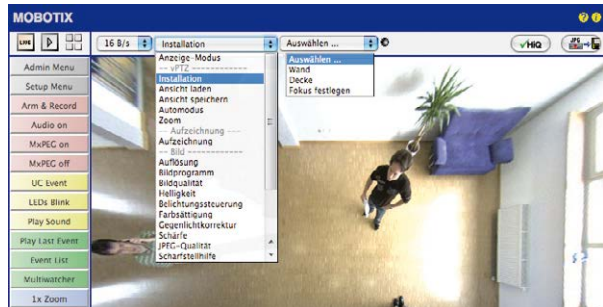 MOBOTIX
LIVE
16 B/s
Installation
Auswählen ...
HiQ
JPG
Admin Menu
Setup Menu
Arm & Record
Audio on
MxPEG on
MxPEG off
UC Event
LEDs Blink
Play Sound
Play Last Event
Event List
Multiwatcher
1x Zoom
Anzeige-Modus
-- vPTZ ------------
Installation
Ansicht laden
Ansicht speichern
Automodus
Zoom
-- Aufzeichnung ----
Aufzeichnung
-- Bild -------------
Auflösung
Bildprogramm
Bildqualität
Helligkeit
Belichtungssteuerung
Farbsättigung
Gegenlichtkorrektur
Schärfe
JPEG-Qualität
Scharfstellhilfe
Auswählen ...
Wand
Decke
Fokus festlegen